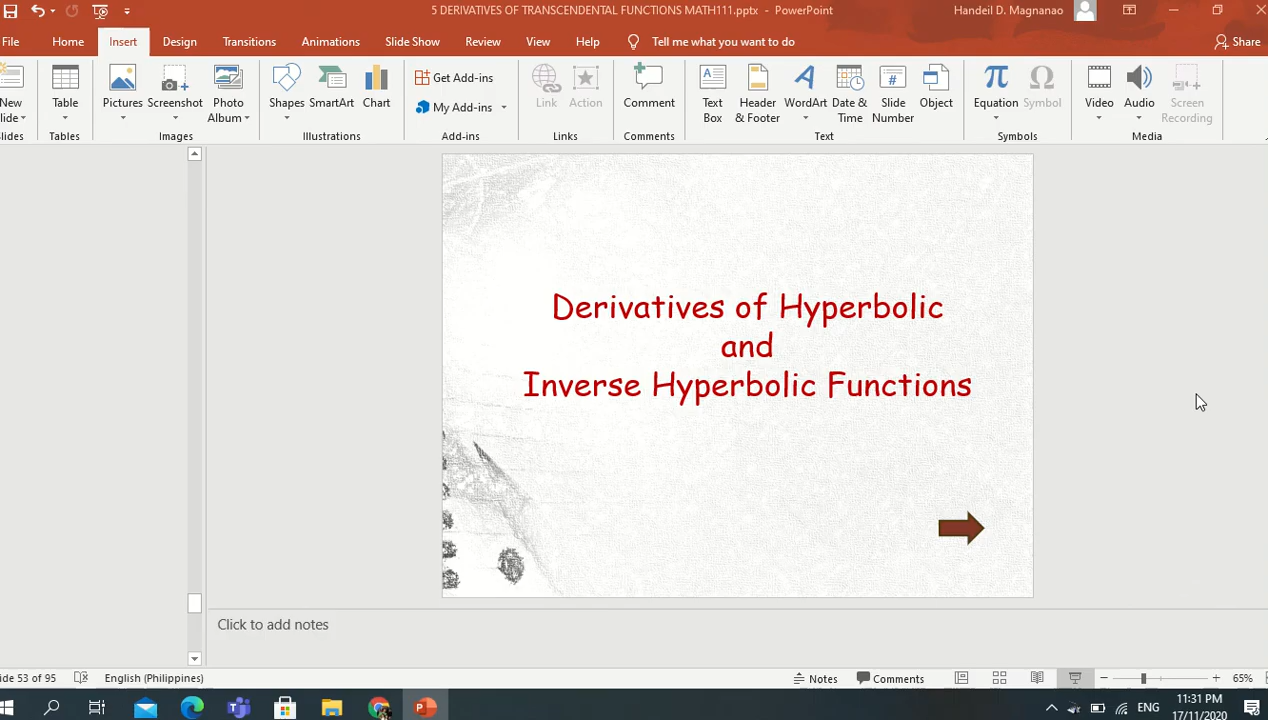 5 DERIVATIVES OF TRANSCENDENTAL FUNCTIONS MATH111.pptx - PowerPoint
Handeil D. Magnanao
File Home Insert Design Transitions Animations Slide Show Review View Help Tell me what you want to do Share
New
Slide
Table
Pictures
Screenshot
Photo
Album
Shapes
SmartArt
Chart
Get Add-ins
My Add-ins
Link
Action
Comment
Text
Box
Header
& Footer
WordArt
Date &
Time
Slide
Number
Object
Equation
Symbol
Video
Audio
Screen
Recording
Slides Tables Images Illustrations Add-ins Links Comments Text Symbols Media
Derivatives of Hyperbolic
and
Inverse Hyperbolic Functions
Click to add notes
ide 53 of 95 English (Philippines) Notes Comments 65%
ENG
11:31 PM
17/11/2020